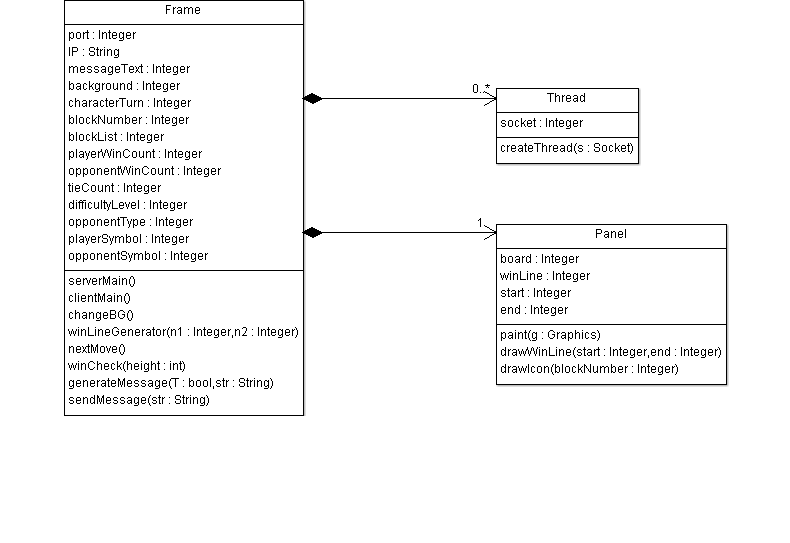 Frame
port : Integer
IP : String
messageText : Integer
background : Integer
characterTurn : Integer
blockNumber : Integer
blockList : Integer
playerWinCount : Integer
opponentWinCount : Integer
tieCount : Integer
difficultyLevel : Integer
opponentType : Integer
playerSymbol : Integer
opponentSymbol : Integer
serverMain()
clientMain()
changeBG()
winLineGenerator(n1 : Integer,n2 : Integer)
nextMove()
winCheck(height : int)
generateMessage(T : bool,str : String)
sendMessage(str : String)
0..*
Thread
socket : Integer
createThread(s : Socket)
1
Panel
board : Integer
winLine : Integer
start : Integer
end : Integer
paint(g : Graphics)
drawWinLine(start : Integer,end : Integer)
drawIcon(blockNumber : Integer)